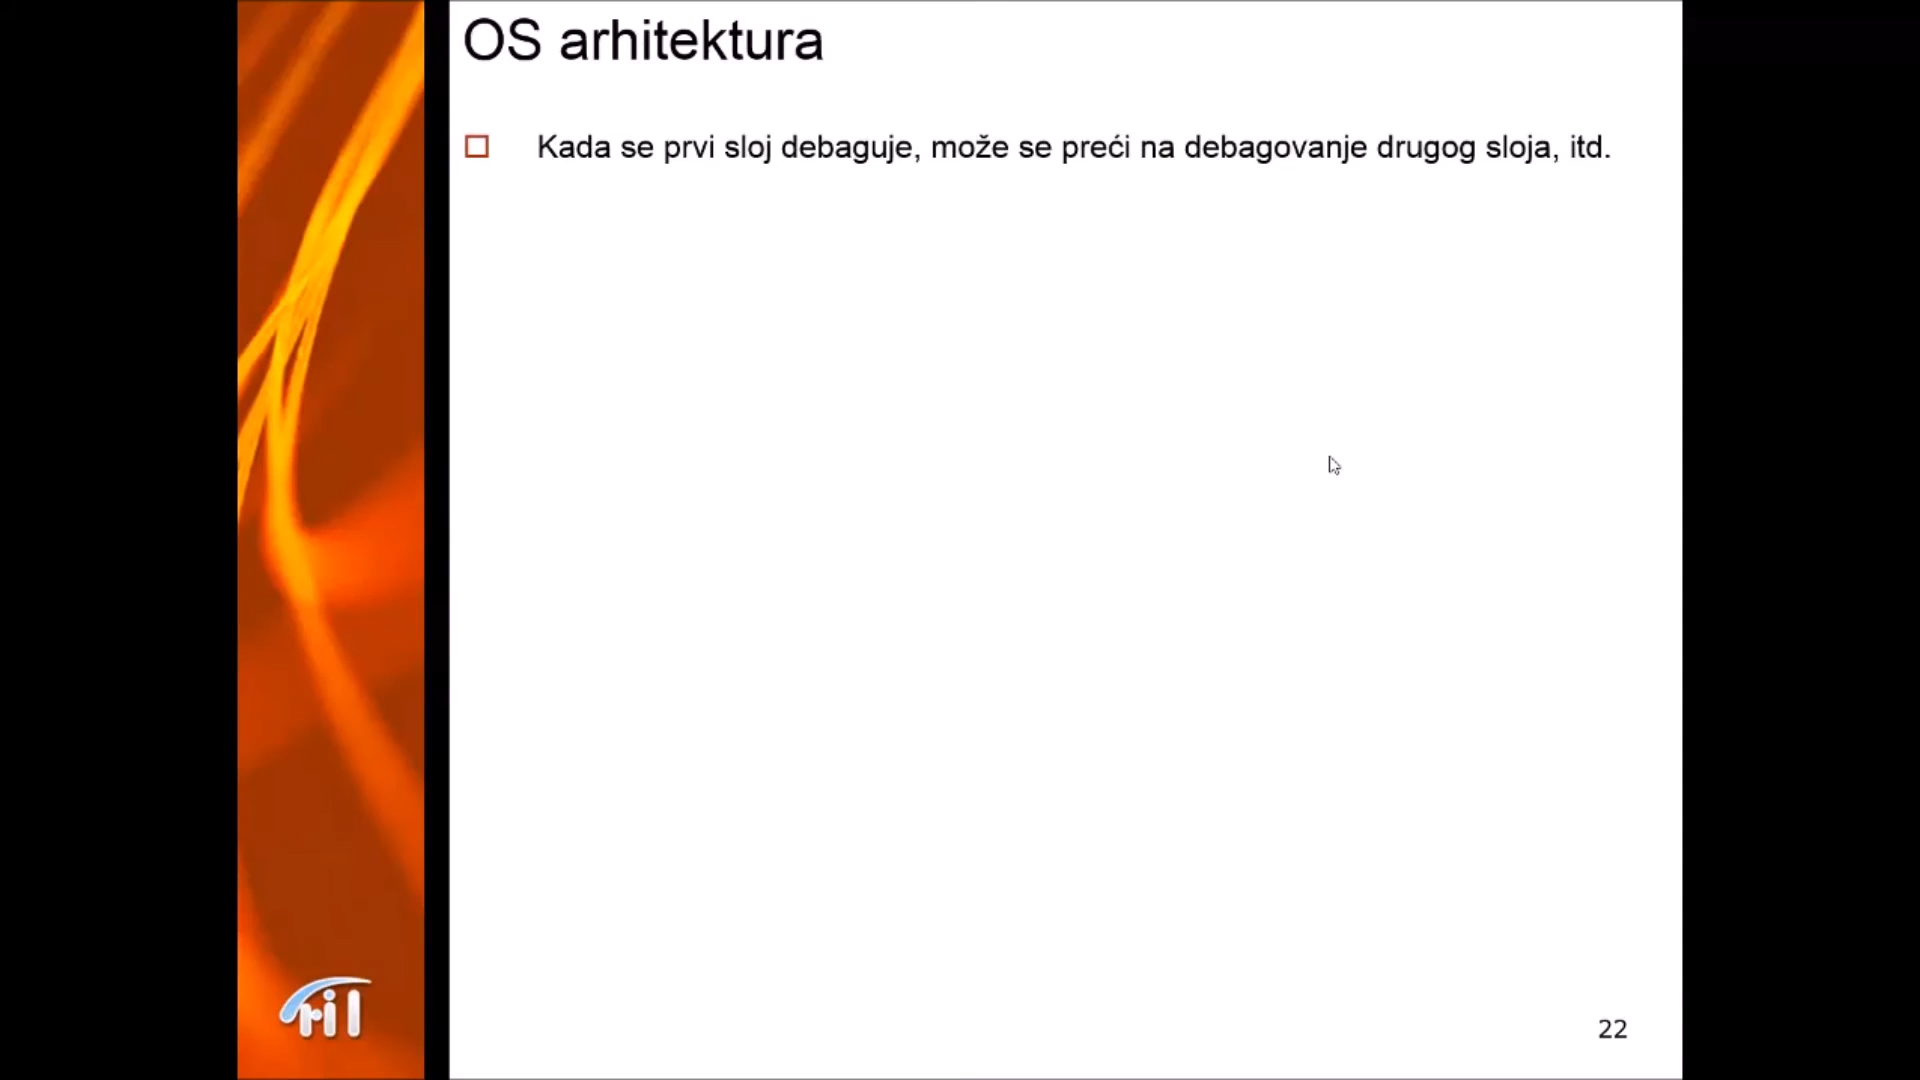 OS arhitektura
Kada se prvi sloj debaguje, može se preći na debagovanje drugog sloja, itd.
22